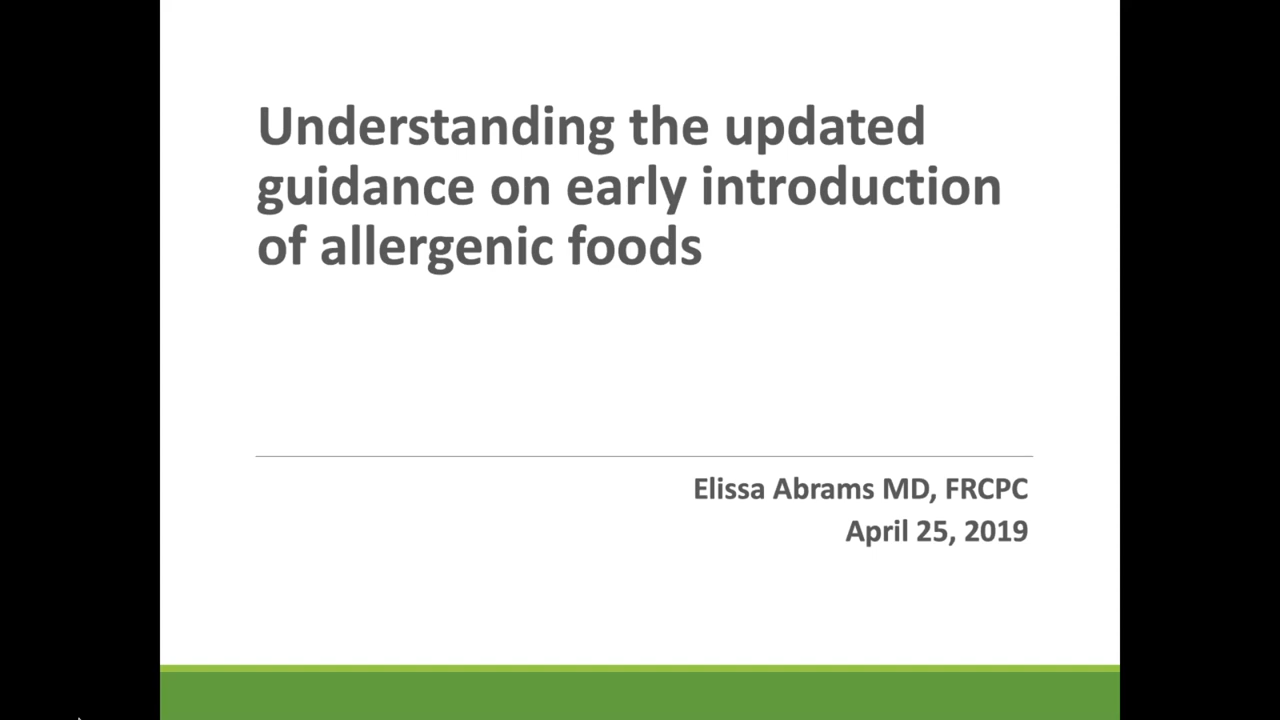 Understanding the updated
guidance on early introduction
of allergenic foods
Elissa Abrams MD, FRCPC
April 25, 2019